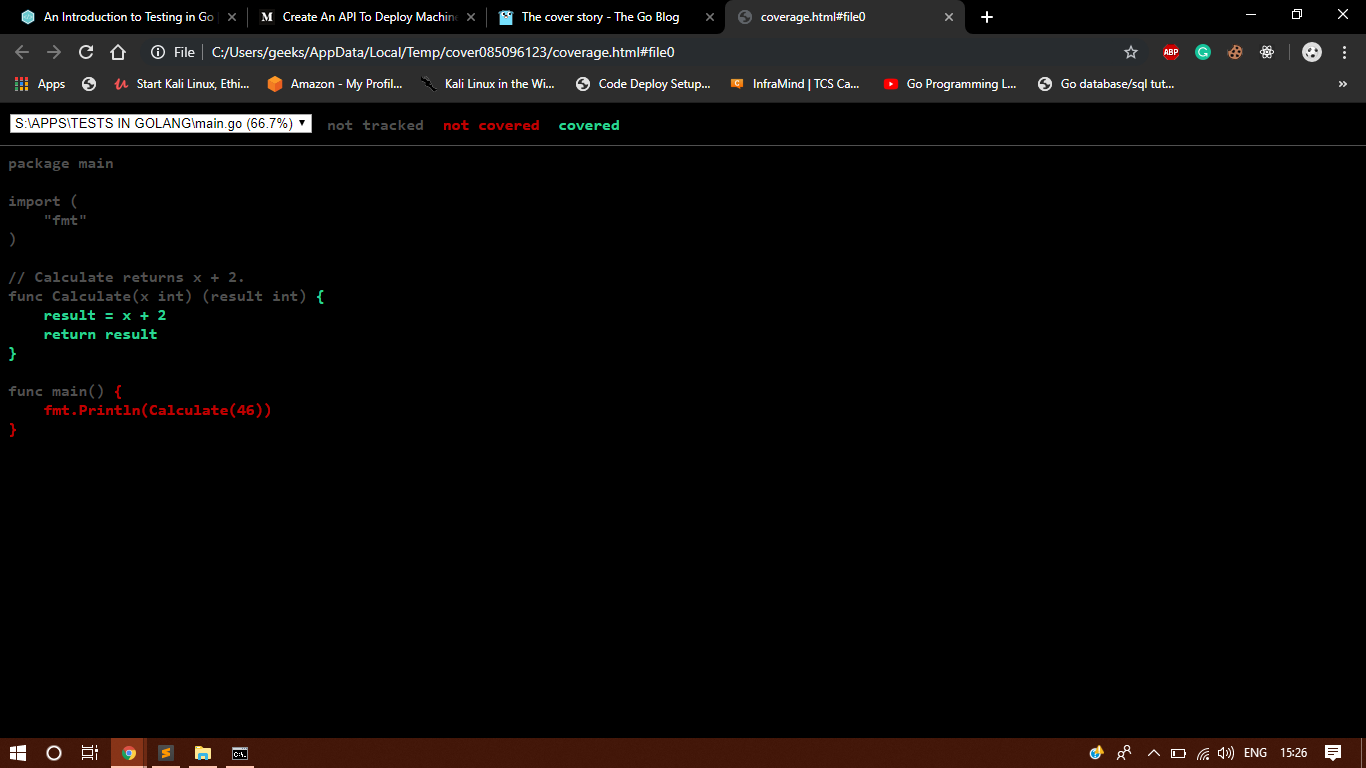 An Introduction to Testing in Go
Create An API To Deploy Machine
The cover story - The Go Blog
coverage.html#file0
File
C:/Users/geeks/AppData/Local/Temp/cover085096123/coverage.html#file0
ABP
Apps
Start Kali Linux, Ethi...
Amazon - My Profil...
Kali Linux in the Wi...
Code Deploy Setup...
InfraMind | TCS Ca...
Go Programming L...
Go database/sql tut...
»
S:\APPS\TESTS IN GOLANG\main.go (66.7%)
not tracked not covered covered
package main
import (
    "fmt"
)
// Calculate returns x + 2.
func Calculate(x int) (result int) {
    result = x + 2
    return result
}
func main() {
    fmt.Println(Calculate(46))
}
ENG
15:26